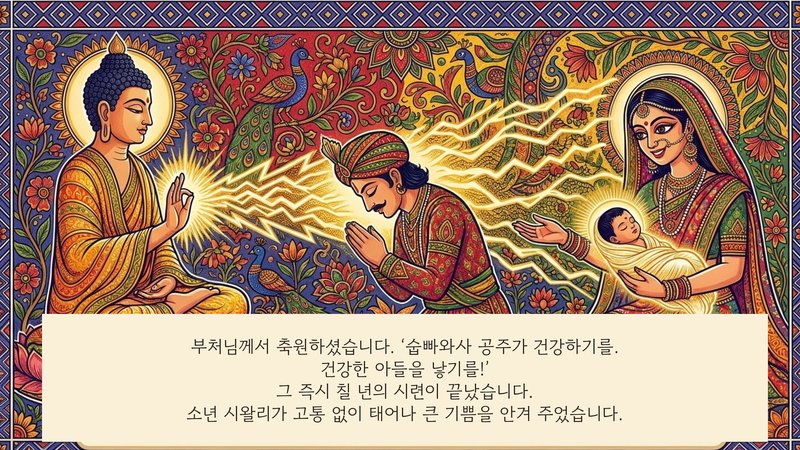 부처님께서 축원하셨습니다. ‘숩빠와사 공주가 건강하기를.
건강한 아들을 낳기를!’
그 즉시 칠 년의 시련이 끝났습니다.
소년 시왈리가 고통 없이 태어나 큰 기쁨을 안겨 주었습니다.